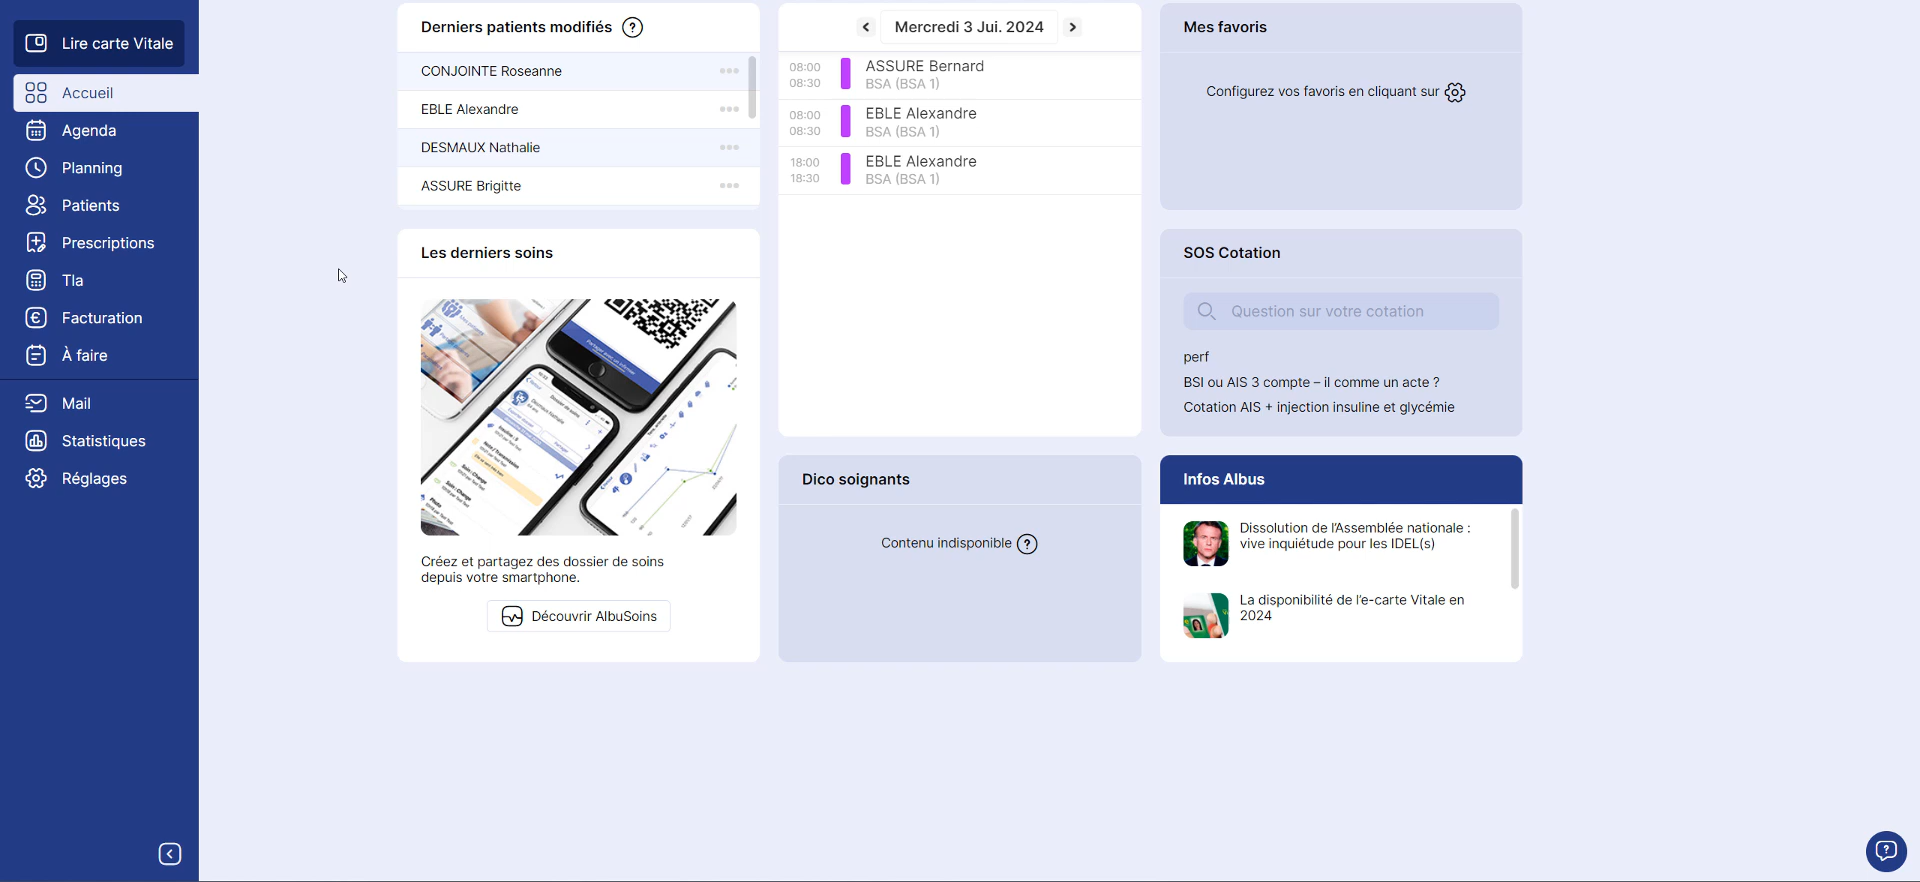 Lire carte Vitale
Accueil
Agenda
Planning
Patients
Prescriptions
Tla
Facturation
À faire
Mail
Statistiques
Réglages
Derniers patients modifiés
CONJOINTE Roseanne
EBLE Alexandre
DESMAUX Nathalie
ASSURE Brigitte
Les derniers soins
Créez et partagez des dossier de soins
depuis votre smartphone.
Découvrir AlbuSoins
Mercredi 3 Jui. 2024
08:00
08:30
ASSURE Bernard
BSA (BSA 1)
08:00
08:30
EBLE Alexandre
BSA (BSA 1)
18:00
18:30
EBLE Alexandre
BSA (BSA 1)
Dico soignants
Contenu indisponible
Mes favoris
Configurez vos favoris en cliquant sur
SOS Cotation
Question sur votre cotation
perf
BSI ou AIS 3 compte – il comme un acte ?
Cotation AIS + injection insuline et glycémie
Infos Albus
Dissolution de l'Assemblée nationale :
vive inquiétude pour les IDEL(s)
La disponibilité de l'e-carte Vitale en
2024